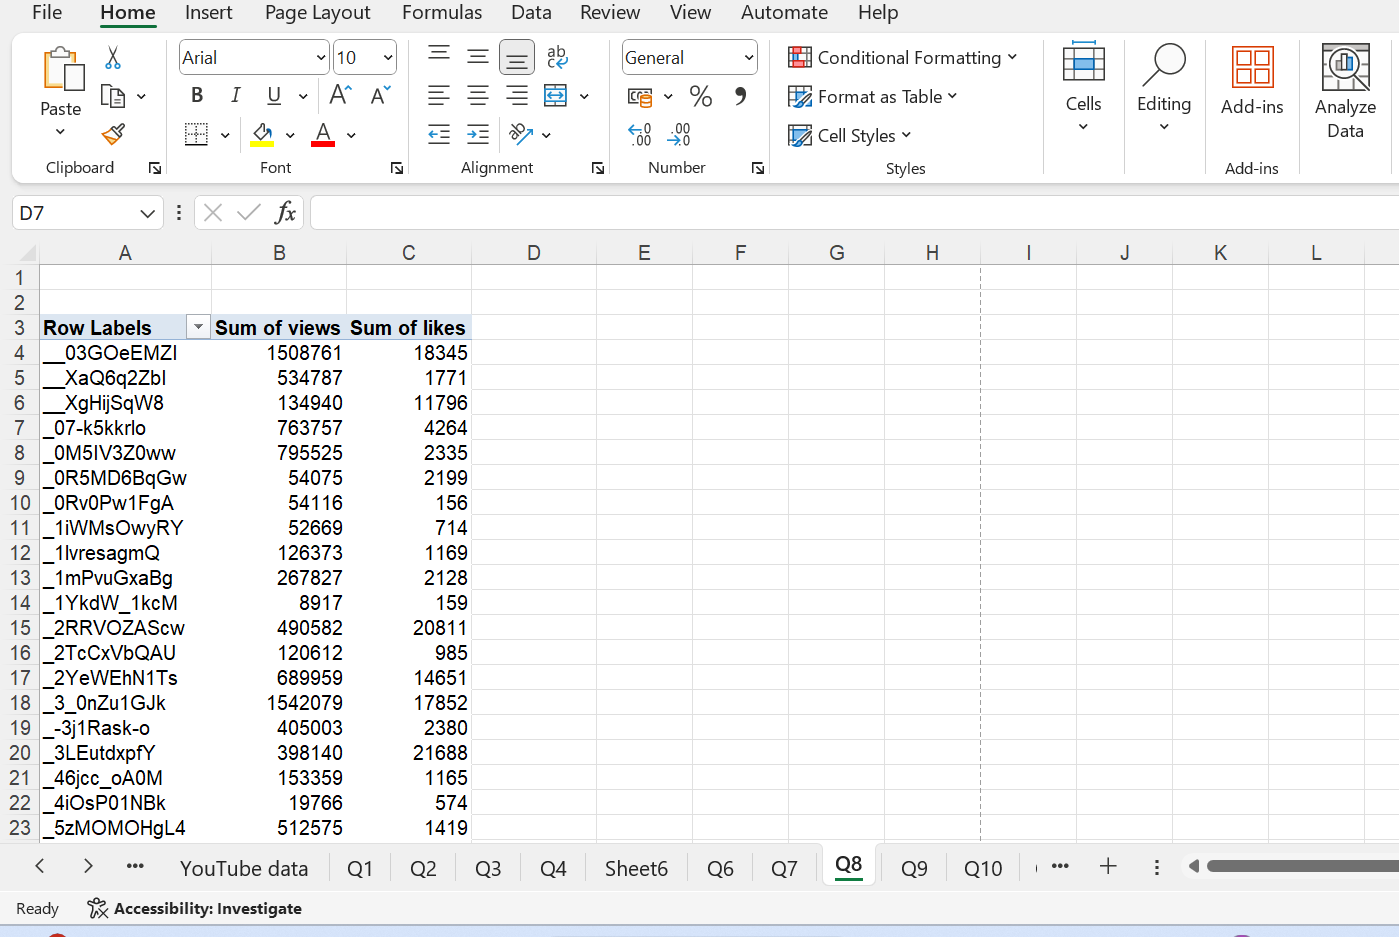 File Home Insert Page Layout Formulas Data Review View Automate Help
Arial 10 ab c General Conditional Formatting Cells Editing Add-ins Analyze Data
Paste B I U A A % Format as Table
A .00 .00 Cell Styles
Clipboard Font Alignment Number Styles Add-ins
D7 fx
A B C D E F G H I J K L
1
2
3 Row Labels Sum of views Sum of likes
4 __03GOeEMZI 1508761 18345
5 __XaQ6q2ZbI 534787 1771
6 __XgHijSqW8 134940 11796
7 _07-k5kkrlo 763757 4264
8 _0M5IV3Z0ww 795525 2335
9 _0R5MD6BqGw 54075 2199
10 _0Rv0Pw1FgA 54116 156
11 _1iWMsOwyRY 52669 714
12 _1lvresagmQ 126373 1169
13 _1mPvuGxaBg 267827 2128
14 _1YkdW_1kcM 8917 159
15 _2RRVOZAScw 490582 20811
16 _2TcCxVbQAU 120612 985
17 _2YeWEhN1Ts 689959 14651
18 _3_0nZu1GJk 1542079 17852
19 _-3j1Rask-o 405003 2380
20 _3LEutdxpfY 398140 21688
21 _46jcc_oA0M 153359 1165
22 _4iOsP01NBk 19766 574
23 _5zMOMOHgL4 512575 1419
YouTube data Q1 Q2 Q3 Q4 Sheet6 Q6 Q7 Q8 Q9 Q10
Ready Accessibility: Investigate